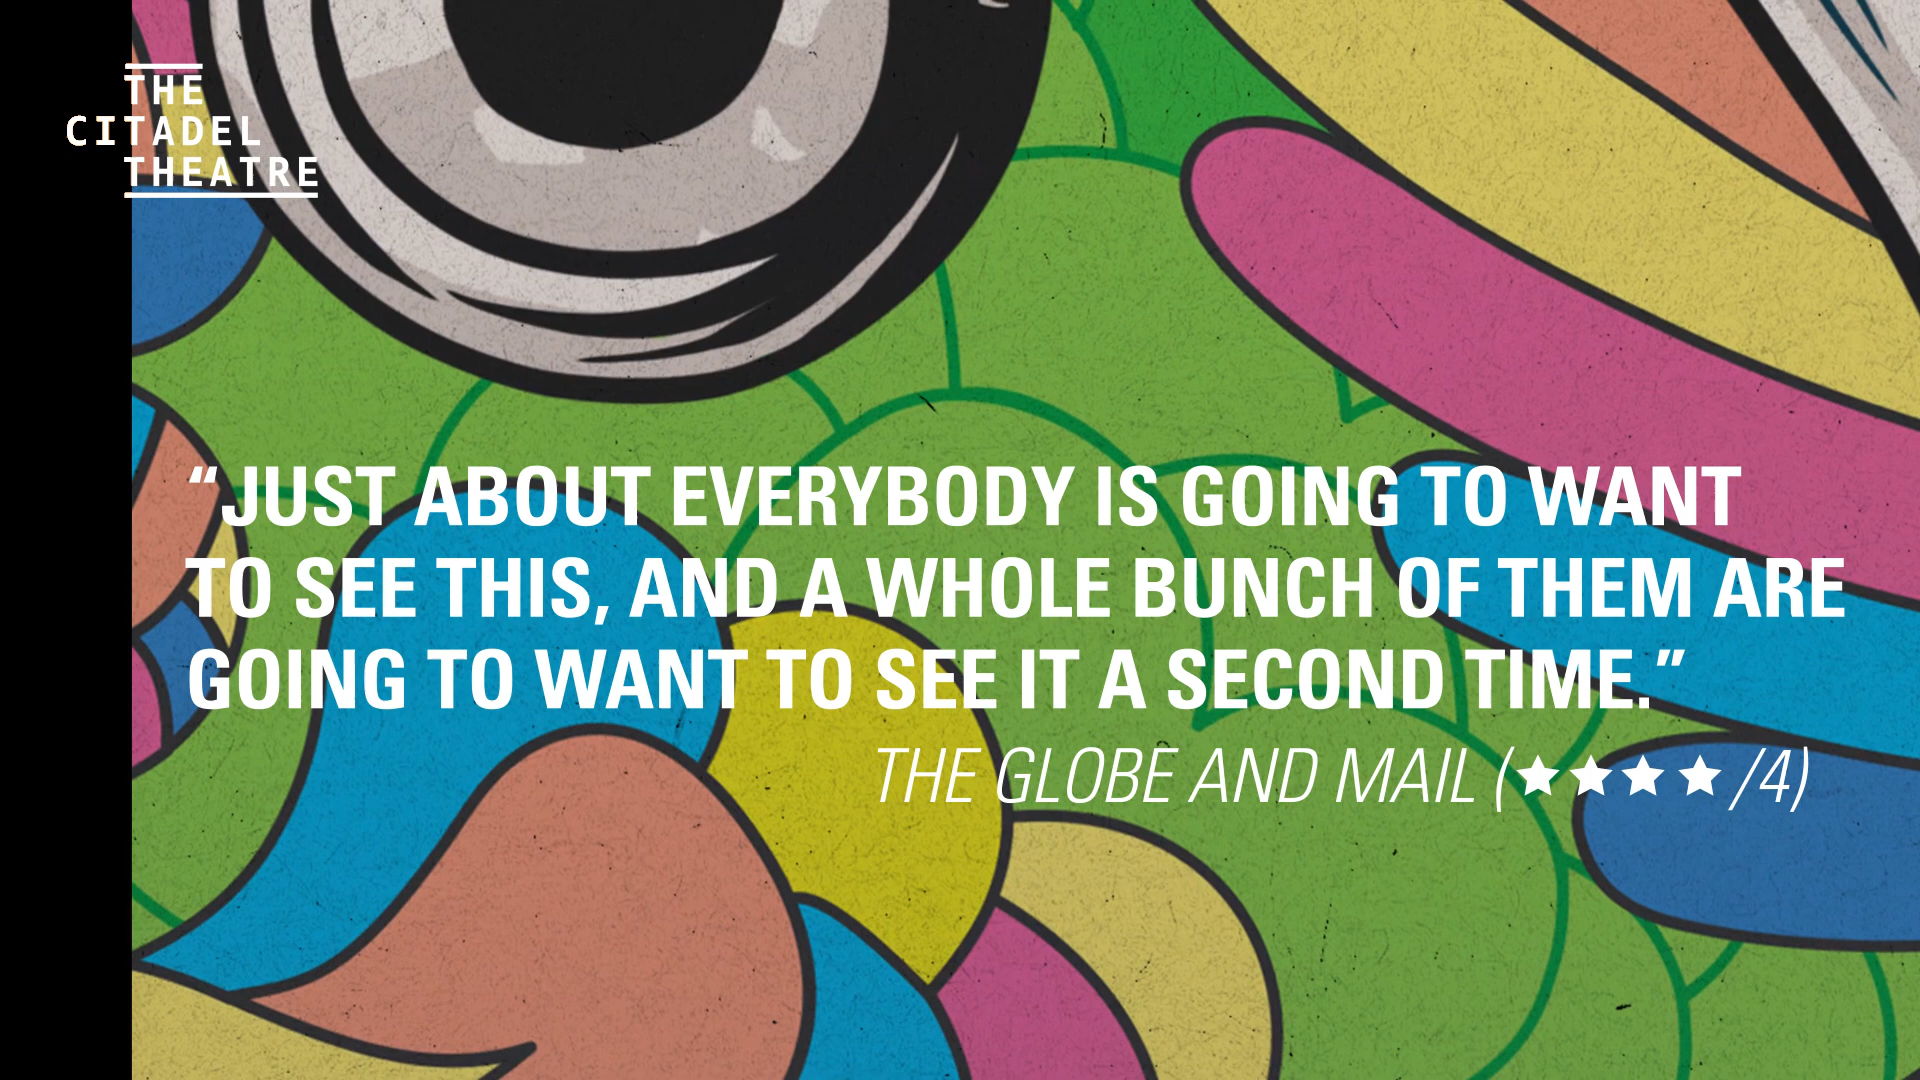 THE
CITADEL
THEATRE
“JUST ABOUT EVERYBODY IS GOING TO WANT
TO SEE THIS, AND A WHOLE BUNCH OF THEM ARE
GOING TO WANT TO SEE IT A SECOND TIME.”
THE GLOBE AND MAIL (★★★★/4)